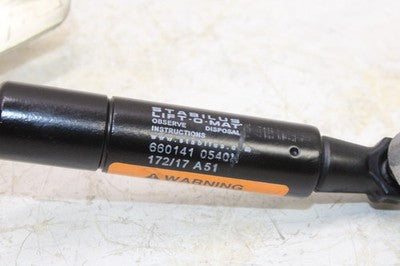 STABILUS
LIFT-O-MAT
OBSERVE DISPOSAL
INSTRUCTIONS
660141 0540N
172/17 A51
WARNING